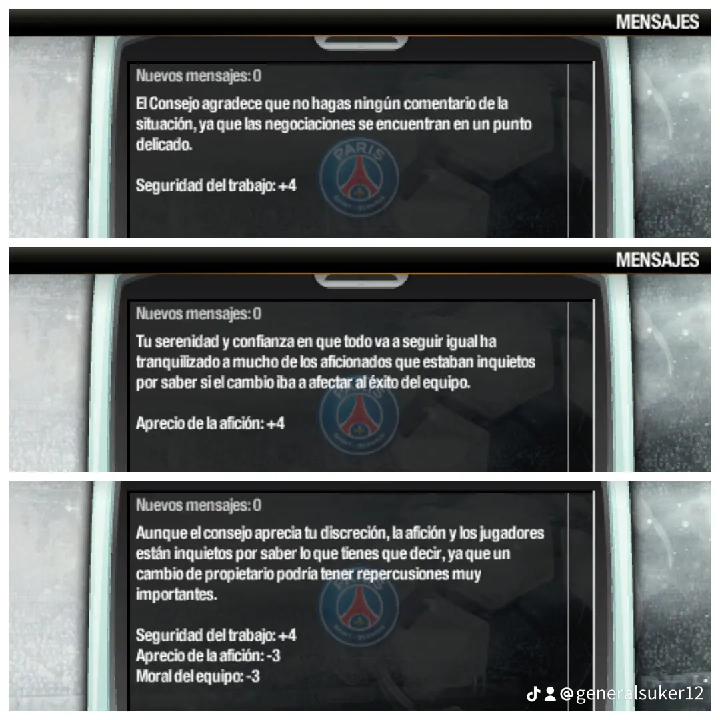 MENSAJES
Nuevos mensajes: 0
El Consejo agradece que no hagas ningún comentario de la
situación, ya que las negociaciones se encuentran en un punto
delicado.
PARIS
Seguridad del trabajo: +4
MENSAJES
Nuevos mensajes: 0
Tu serenidad y confianza en que todo va a seguir igual ha
tranquilizado a mucho de los aficionados que estaban inquietos
por saber si el cambio iba a afectar al éxito del equipo.
Aprecio de la afición: +4
Nuevos mensajes: 0
Aunque el consejo aprecia tu discreción, la afición y los jugadores
están inquietos por saber lo que tienes que decir, ya que un
cambio de propietario podría tener repercusiones muy
importantes.
Seguridad del trabajo: +4
Aprecio de la afición: -3
Moral del equipo: -3
@generalsuker12